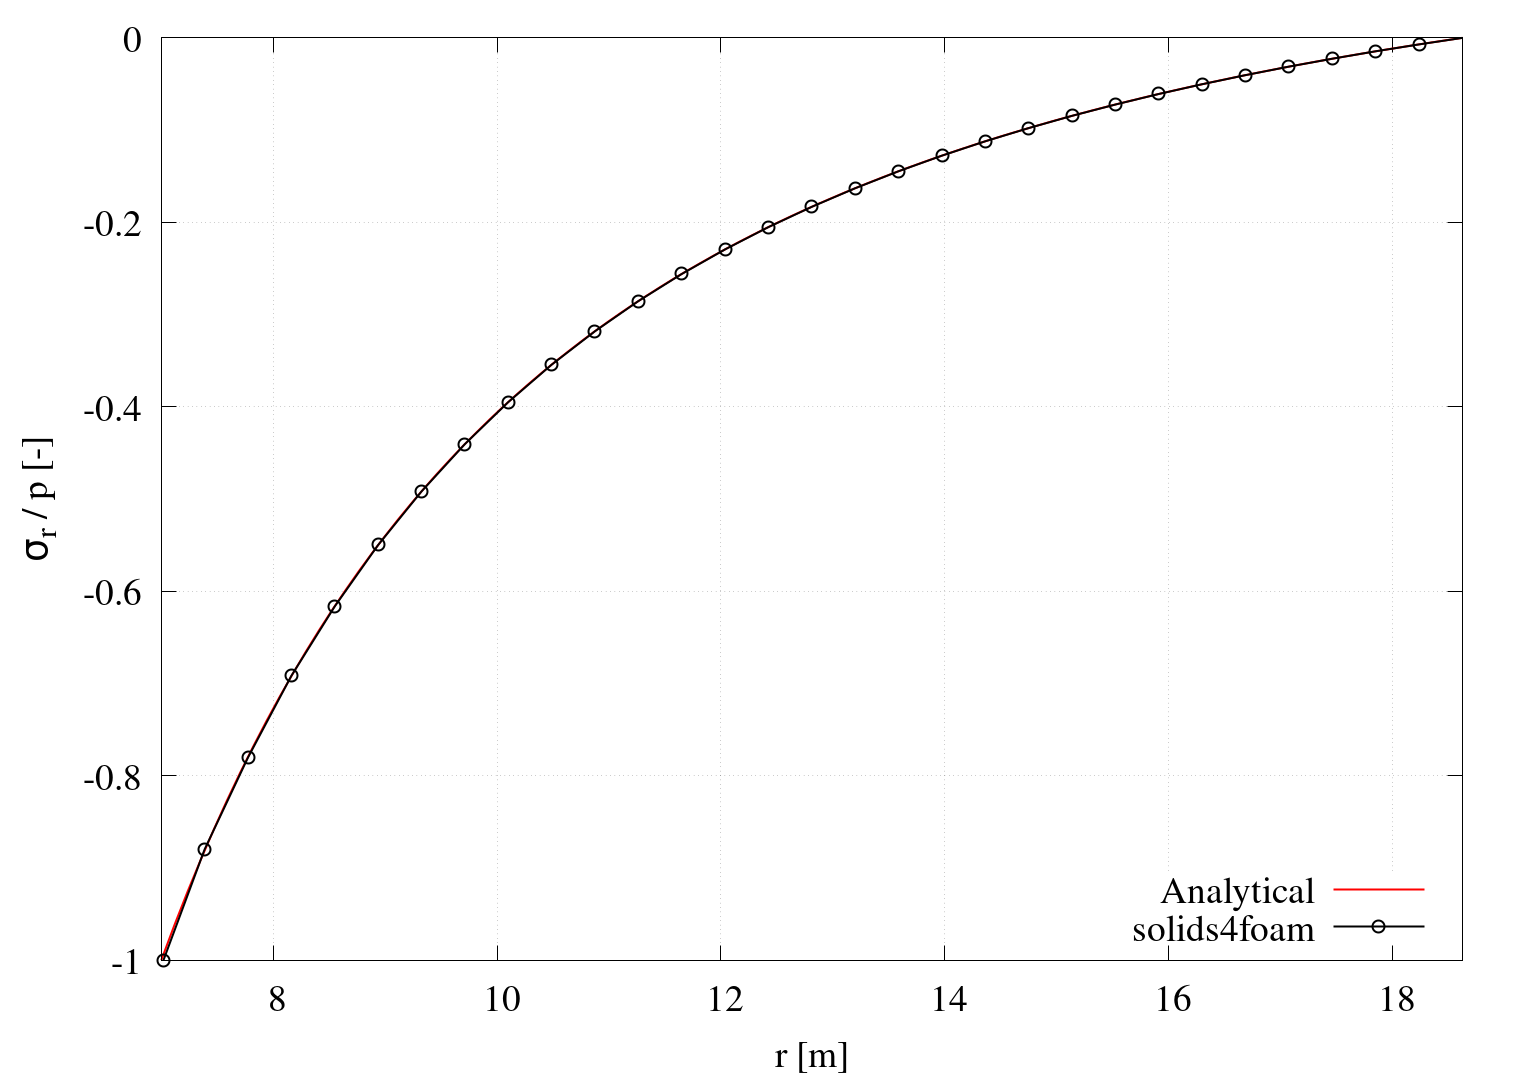 0
-0.2
-0.4
-0.6
-0.8
-1
σr / p [-]
Analytical
solids4foam
8 10 12 14 16 18
r [m]